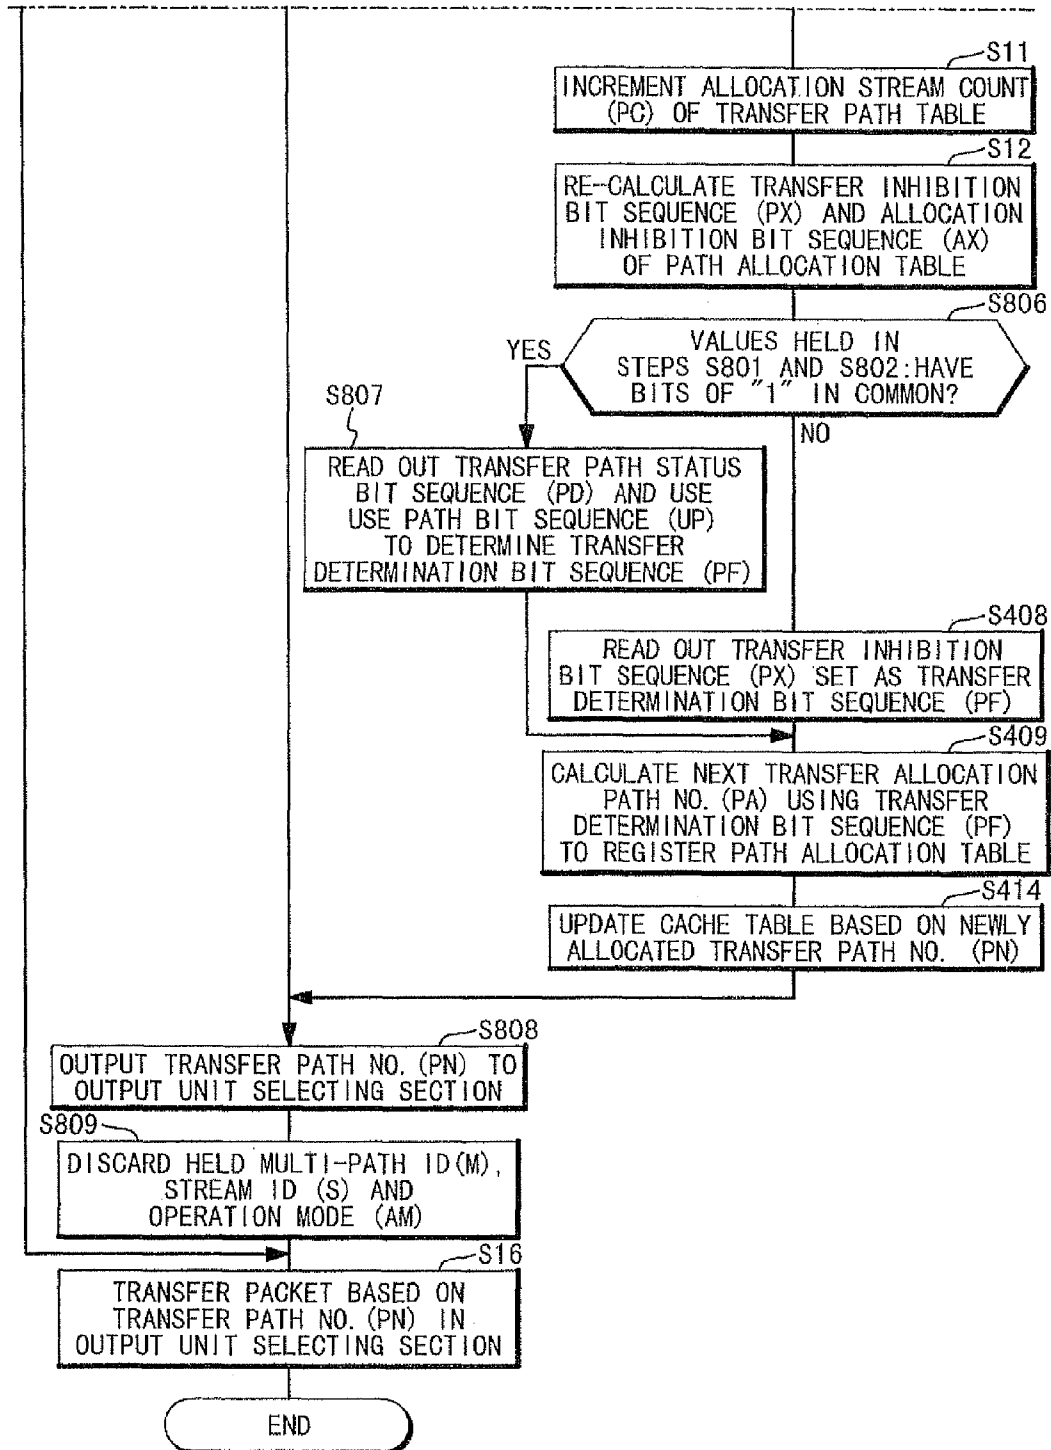 S11
INCREMENT ALLOCATION STREAM COUNT
(PC) OF TRANSFER PATH TABLE
S12
RE-CALCULATE TRANSFER INHIBITION
BIT SEQUENCE (PX) AND ALLOCATION
INHIBITION BIT SEQUENCE (AX)
OF PATH ALLOCATION TABLE
S806
VALUES HELD IN
STEPS S801 AND S802:HAVE
BITS OF "1" IN COMMON?
YES
NO
S807
READ OUT TRANSFER PATH STATUS
BIT SEQUENCE (PD) AND USE
USE PATH BIT SEQUENCE (UP)
TO DETERMINE TRANSFER
DETERMINATION BIT SEQUENCE (PF)
S408
READ OUT TRANSFER INHIBITION
BIT SEQUENCE (PX) SET AS TRANSFER
DETERMINATION BIT SEQUENCE (PF)
S409
CALCULATE NEXT TRANSFER ALLOCATION
PATH NO. (PA) USING TRANSFER
DETERMINATION BIT SEQUENCE (PF)
TO REGISTER PATH ALLOCATION TABLE
S414
UPDATE CACHE TABLE BASED ON NEWLY
ALLOCATED TRANSFER PATH NO. (PN)
S808
OUTPUT TRANSFER PATH NO. (PN) TO
OUTPUT UNIT SELECTING SECTION
S809
DISCARD HELD MULTI-PATH ID(M),
STREAM ID (S) AND
OPERATION MODE (AM)
S16
TRANSFER PACKET BASED ON
TRANSFER PATH NO. (PN) IN
OUTPUT UNIT SELECTING SECTION
END